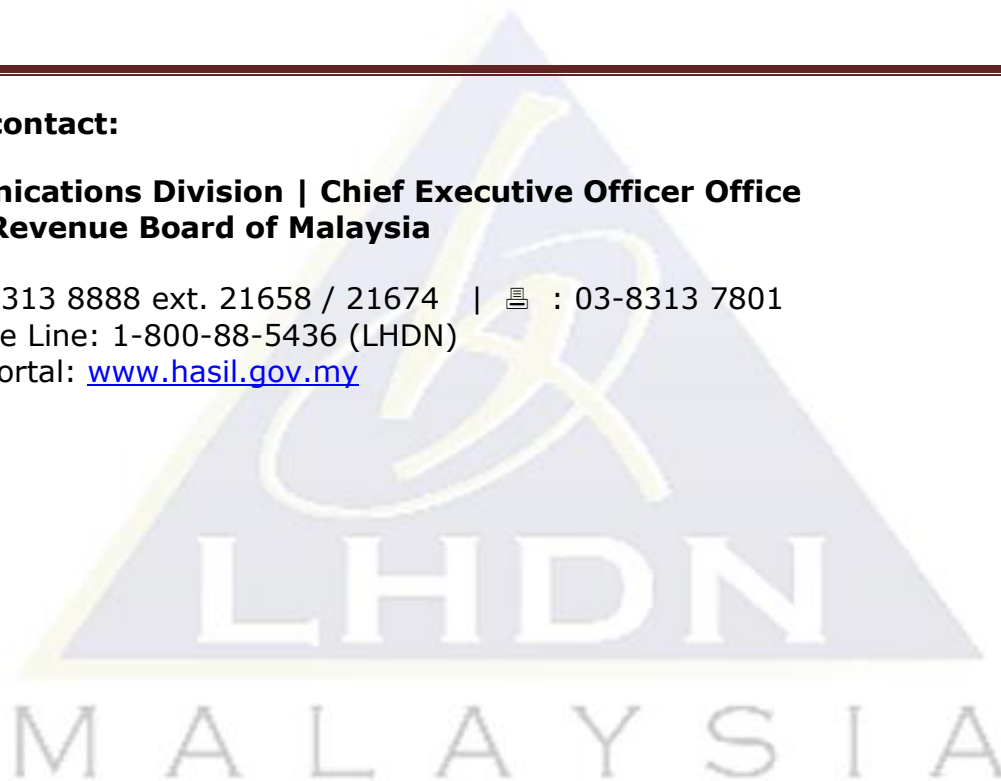 contact:
nications Division | Chief Executive Officer Office
Revenue Board of Malaysia
313 8888 ext. 21658 / 21674 | 🖷 : 03-8313 7801
e Line: 1-800-88-5436 (LHDN)
ortal: www.hasil.gov.my
LHDN
MALAYSIA